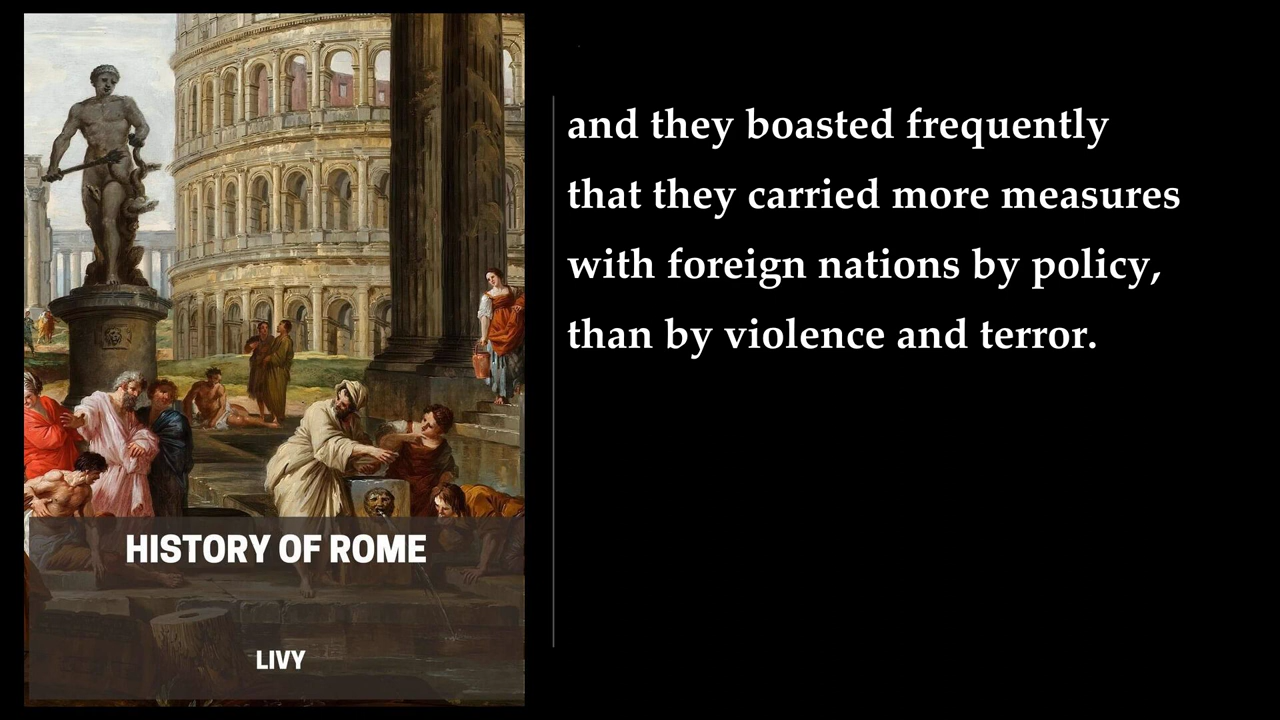 HISTORY OF ROME
LIVY
and they boasted frequently
that they carried more measures
with foreign nations by policy,
than by violence and terror.